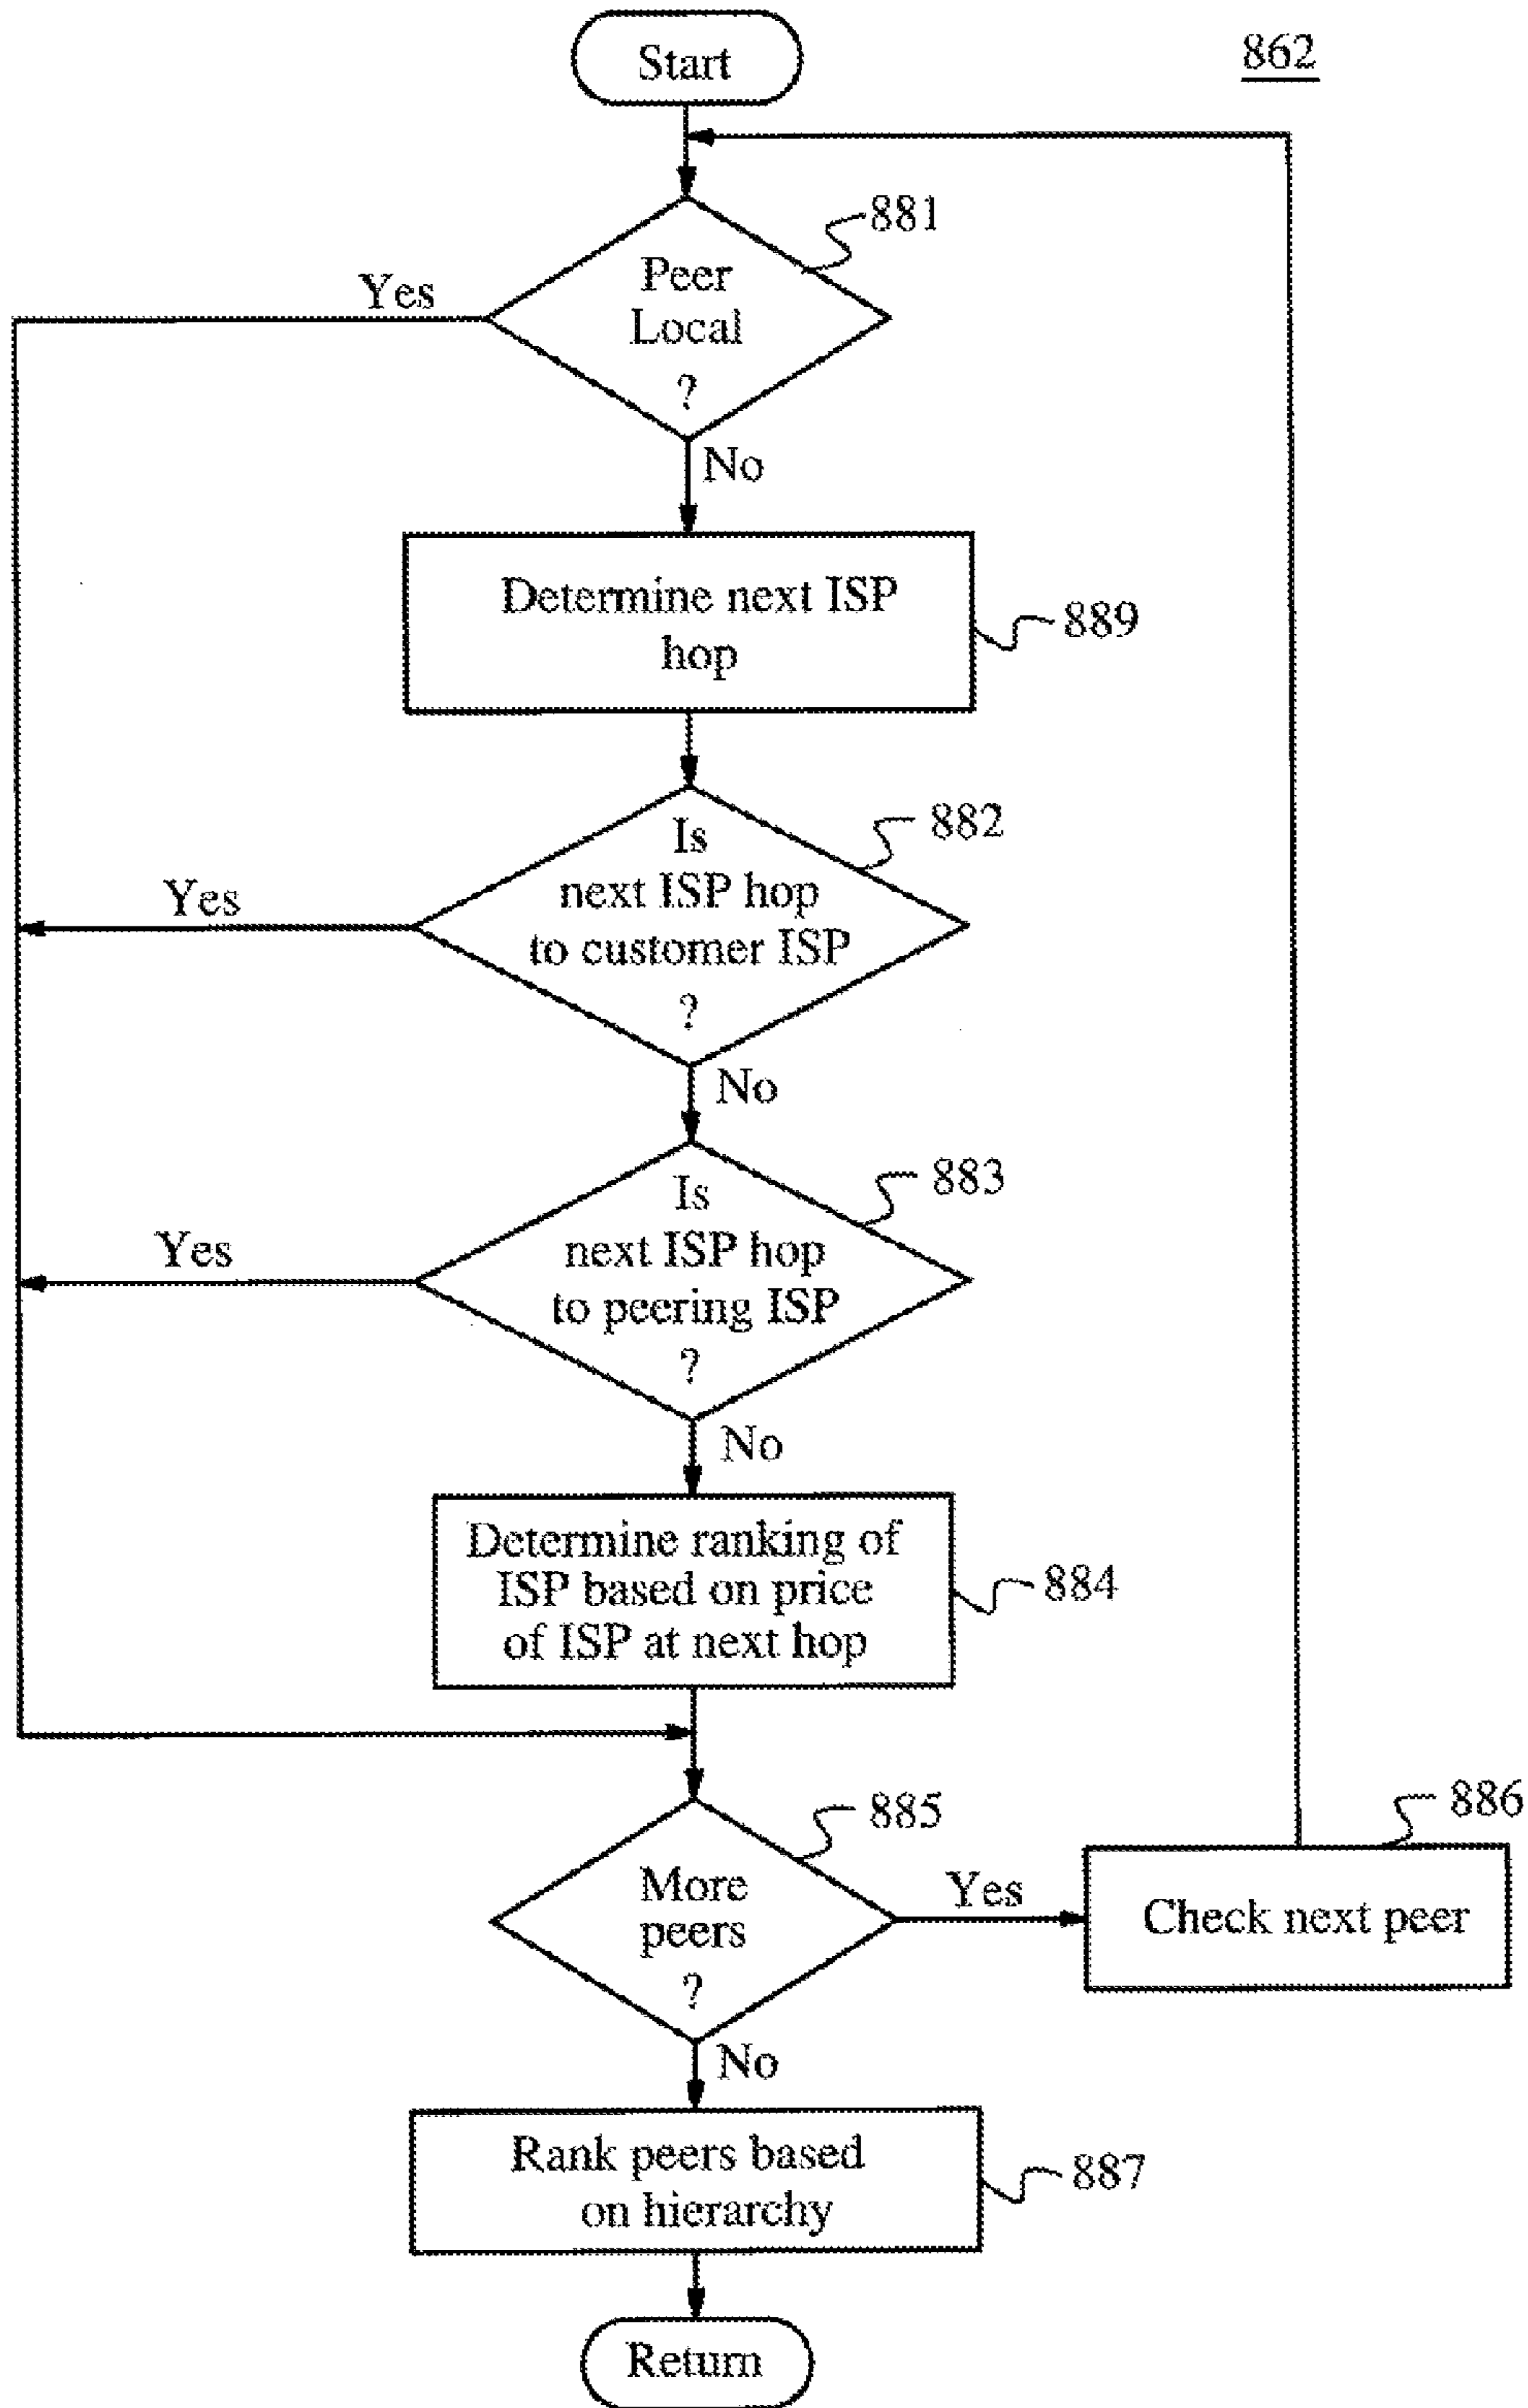 Start
862
881
Peer
Local
?
Yes
No
Determine next ISP
hop
889
882
Is
next ISP hop
to customer ISP
?
Yes
No
883
Is
next ISP hop
to peering ISP
?
Yes
No
Determine ranking of
ISP based on price
of ISP at next hop
884
885
More
peers
?
Yes
886
Check next peer
No
Rank peers based
on hierarchy
887
Return